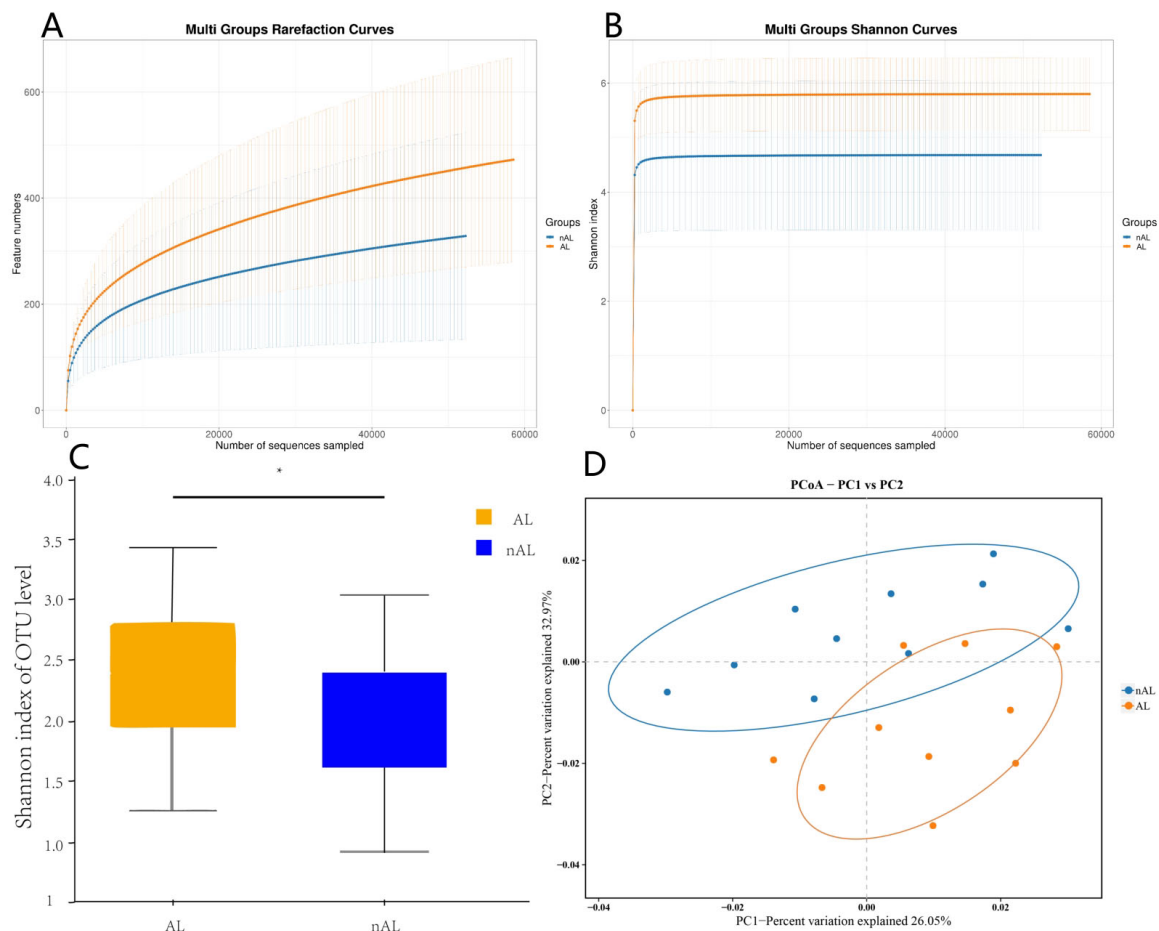 A
Multi Groups Rarefaction Curves
Feature numbers
600
400
200
0
0
20000
40000
60000
Number of sequences sampled
Groups
nAL
AL
B
Multi Groups Shannon Curves
Shannon index
6
4
2
0
0
20000
40000
60000
Number of sequences sampled
Groups
nAL
AL
C
*
Shannon index of OTU level
4.0
3.5
3.0
2.5
2.0
1.5
1.0
1
AL
nAL
AL
nAL
D
PCoA − PC1 vs PC2
PC2−Percent variation explained 32.97%
0.02
0.00
−0.02
−0.04
−0.04
−0.02
0.00
0.02
PC1−Percent variation explained 26.05%
nAL
AL